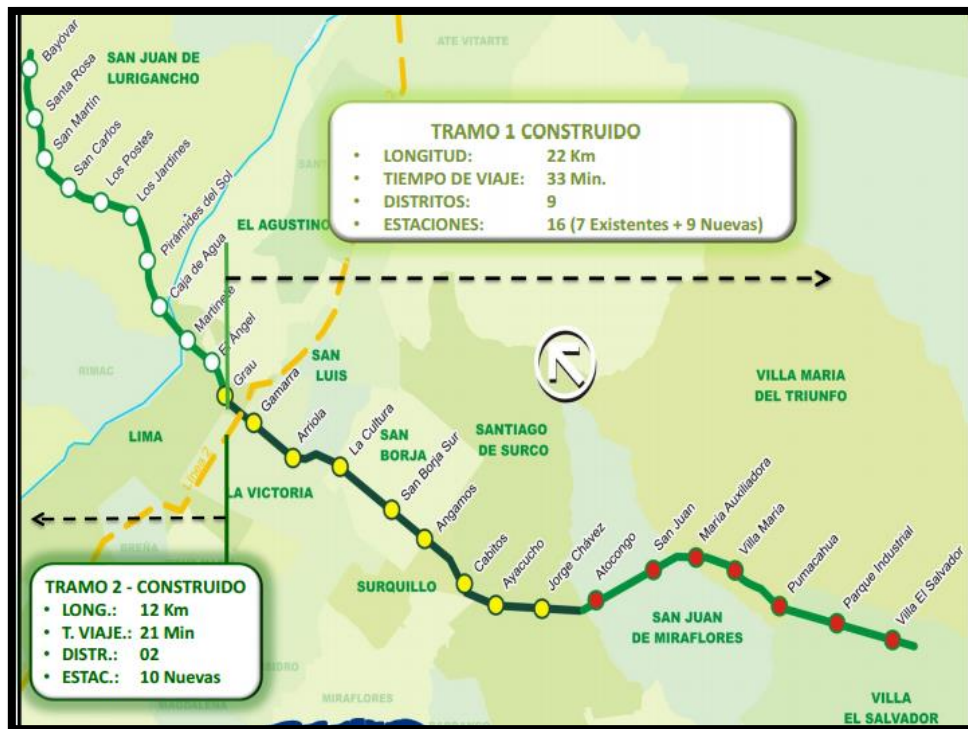 ATE VITARTE
SAN JUAN DE
LURIGANCHO
Bayóvar
Santa Rosa
San Martín
San Carlos
Los Postes
Los Jardines
Pirámides del Sol
Caja de Agua
Martinete
El Ángel
Grau
Gamarra
Arriola
La Cultura
San Borja Sur
Angamos
Cabitos
Ayacucho
Jorge Chávez
Atocongo
San Juan
María Auxiliadora
Villa María
Pumacahua
Parque Industrial
Villa El Salvador
TRAMO 1 CONSTRUIDO
• LONGITUD: 22 Km
• TIEMPO DE VIAJE: 33 Min.
• DISTRITOS: 9
• ESTACIONES: 16 (7 Existentes + 9 Nuevas)
EL AGUSTINO
RIMAC
SAN
LUIS
VILLA MARIA
DEL TRIUNFO
LIMA
SAN
BORJA
SANTIAGO
DE SURCO
Línea 2
LA VICTORIA
BREÑA
SURQUILLO
SAN JUAN
DE MIRAFLORES
TRAMO 2 - CONSTRUIDO
• LONG.: 12 Km
• T. VIAJE.: 21 Min
• DISTR.: 02
• ESTAC.: 10 Nuevas
MIRAFLORES
VILLA
EL SALVADOR